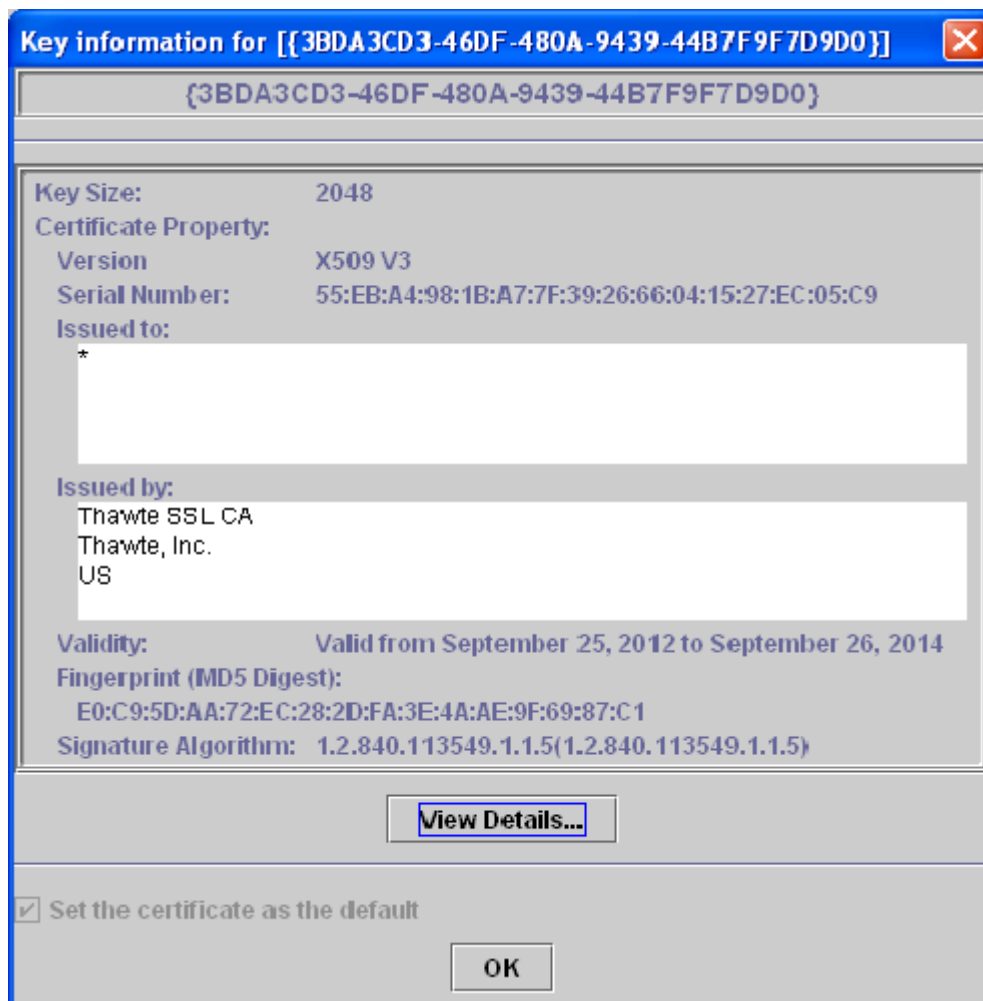 Key information for [{3BDA3CD3-46DF-480A-9439-44B7F9F7D9D0}]
{3BDA3CD3-46DF-480A-9439-44B7F9F7D9D0}
Key Size: 2048
Certificate Property:
Version X509 V3
Serial Number: 55:EB:A4:98:1B:A7:7F:39:26:66:04:15:27:EC:05:C9
Issued to:
*
Issued by:
Thawte SSL CA
Thawte, Inc.
US
Validity: Valid from September 25, 2012 to September 26, 2014
Fingerprint (MD5 Digest):
E0:C9:5D:AA:72:EC:28:2D:FA:3E:4A:AE:9F:69:87:C1
Signature Algorithm: 1.2.840.113549.1.1.5(1.2.840.113549.1.1.5)
View Details...
Set the certificate as the default
OK